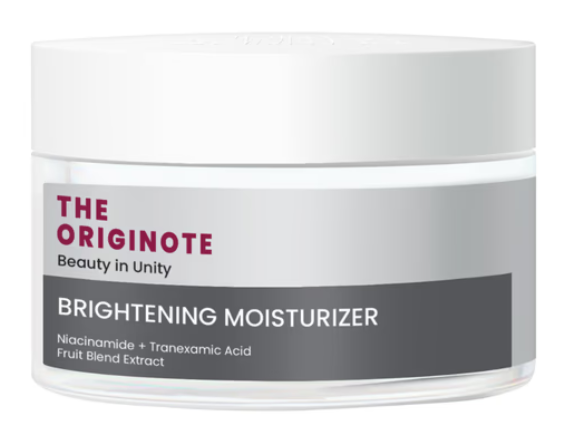 THE
ORIGINOTE
Beauty in Unity
BRIGHTENING MOISTURIZER
Niacinamide + Tranexamic Acid
Fruit Blend Extract